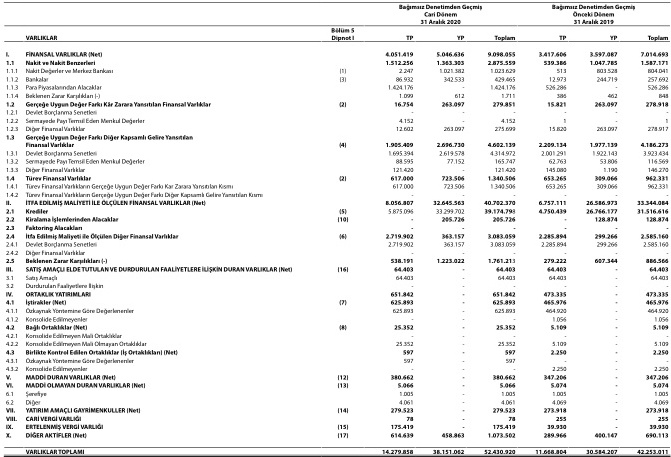 Bağımsız Denetimden Geçmiş Bağımsız Denetimden Geçmiş
Cari Dönem Önceki Dönem
31 Aralık 2020 31 Aralık 2019
Bölüm 5
VARLIKLAR Dipnot I TP YP Toplam TP YP Toplam
I. FİNANSAL VARLIKLAR (Net) 4.051.419 5.046.636 9.098.055 3.417.606 3.597.087 7.014.693
1.1 Nakit ve Nakit Benzerleri 1.512.256 1.363.303 2.875.559 539.386 1.047.785 1.587.171
1.1.1 Nakit Değerler ve Merkez Bankası (1) 2.247 1.021.382 1.023.629 513 803.528 804.041
1.1.2 Bankalar (3) 86.932 342.533 429.465 12.973 244.719 257.692
1.1.3 Para Piyasalarından Alacaklar 1.424.176 - 1.424.176 526.286 - 526.286
1.1.4 Beklenen Zarar Karşılıkları (-) 1.099 612 1.711 386 462 848
1.2 Gerçeğe Uygun Değer Farkı Kâr Zarara Yansıtılan Finansal Varlıklar (2) 16.754 263.097 279.851 15.821 263.097 278.918
1.2.1 Devlet Borçlanma Senetleri - - - - - -
1.2.2 Sermayede Payı Temsil Eden Menkul Değerler 4.152 - 4.152 1 - 1
1.2.3 Diğer Finansal Varlıklar 12.602 263.097 275.699 15.820 263.097 278.917
1.3 Gerçeğe Uygun Değer Farkı Diğer Kapsamlı Gelire Yansıtılan
Finansal Varlıklar (4) 1.905.409 2.696.730 4.602.139 2.209.134 1.977.139 4.186.273
1.3.1 Devlet Borçlanma Senetleri 1.695.394 2.619.578 4.314.972 2.001.291 1.922.143 3.923.434
1.3.2 Sermayede Payı Temsil Eden Menkul Değerler 88.595 77.152 165.747 62.763 53.806 116.569
1.3.3 Diğer Finansal Varlıklar 121.420 - 121.420 145.080 1.190 146.270
1.4 Türev Finansal Varlıklar (2) 617.000 723.506 1.340.506 653.265 309.066 962.331
1.4.1 Türev Finansal Varlıkların Gerçeğe Uygun Değer Farkı Kar Zarara Yansıtılan Kısmı 617.000 723.506 1.340.506 653.265 309.066 962.331
1.4.2 Türev Finansal Varlıkların Gerçeğe Uygun Değer Farkı Diğer Kapsamlı Gelire Yansıtılan Kısmı - - - - - -
II. İTFA EDİLMİŞ MALİYETİ İLE ÖLÇÜLEN FİNANSAL VARLIKLAR (Net) 8.056.807 32.645.563 40.702.370 6.757.111 26.586.973 33.344.084
2.1 Krediler (5) 5.875.096 33.299.702 39.174.798 4.750.439 26.766.177 31.516.616
2.2 Kiralama İşlemlerinden Alacaklar (10) - 205.726 205.726 - 128.874 128.874
2.3 Faktoring Alacakları - - - - - -
2.4 İtfa Edilmiş Maliyeti ile Ölçülen Diğer Finansal Varlıklar (6) 2.719.902 363.157 3.083.059 2.285.894 299.266 2.585.160
2.4.1 Devlet Borçlanma Senetleri 2.719.902 363.157 3.083.059 2.285.894 299.266 2.585.160
2.4.2 Diğer Finansal Varlıklar - - - - - -
2.5 Beklenen Zarar Karşılıkları (-) 538.191 1.223.022 1.761.213 279.222 607.344 886.566
III. SATIŞ AMAÇLI ELDE TUTULAN VE DURDURULAN FAALİYETLERE İLİŞKİN DURAN VARLIKLAR (Net) (16) 64.403 - 64.403 64.403 - 64.403
3.1 Satış Amaçlı 64.403 - 64.403 64.403 - 64.403
3.2 Durdurulan Faaliyetlere İlişkin - - - - - -
IV. ORTAKLIK YATIRIMLARI 651.842 - 651.842 473.335 - 473.335
4.1 İştirakler (Net) (7) 625.893 - 625.893 465.976 - 465.976
4.1.1 Özkaynak Yöntemine Göre Değerlenenler 625.893 - 625.893 464.920 - 464.920
4.1.2 Konsolide Edilmeyenler - - - 1.056 - 1.056
4.2 Bağlı Ortaklıklar (Net) (8) 25.352 - 25.352 5.109 - 5.109
4.2.1 Konsolide Edilmeyen Mali Ortaklıklar - - - - - -
4.2.2 Konsolide Edilmeyen Mali Olmayan Ortaklıklar 25.352 - 25.352 5.109 - 5.109
4.3 Birlikte Kontrol Edilen Ortaklıklar (İş Ortaklıkları) (Net) 597 - 597 2.250 - 2.250
4.3.1 Özkaynak Yöntemine Göre Değerlenenler 597 - 597 - - -
4.3.2 Konsolide Edilmeyenler - - - 2.250 - 2.250
V. MADDİ DURAN VARLIKLAR (Net) (12) 380.662 - 380.662 347.206 - 347.206
VI. MADDİ OLMAYAN DURAN VARLIKLAR (Net) (13) 5.066 - 5.066 5.074 - 5.074
6.1 Şerefiye 1.005 - 1.005 1.005 - 1.005
6.2 Diğer 4.061 - 4.061 4.069 - 4.069
VII. YATIRIM AMAÇLI GAYRİMENKULLER (Net) (14) 279.523 - 279.523 273.918 - 273.918
VIII. CARİ VERGİ VARLIĞI 78 - 78 255 - 255
IX. ERTELENMİŞ VERGİ VARLIĞI (15) 175.419 - 175.419 39.930 - 39.930
X. DİĞER AKTİFLER (Net) (17) 614.639 458.863 1.073.502 289.966 400.147 690.113
VARLIKLAR TOPLAMI 14.279.858 38.151.062 52.430.920 11.668.804 30.584.207 42.253.011